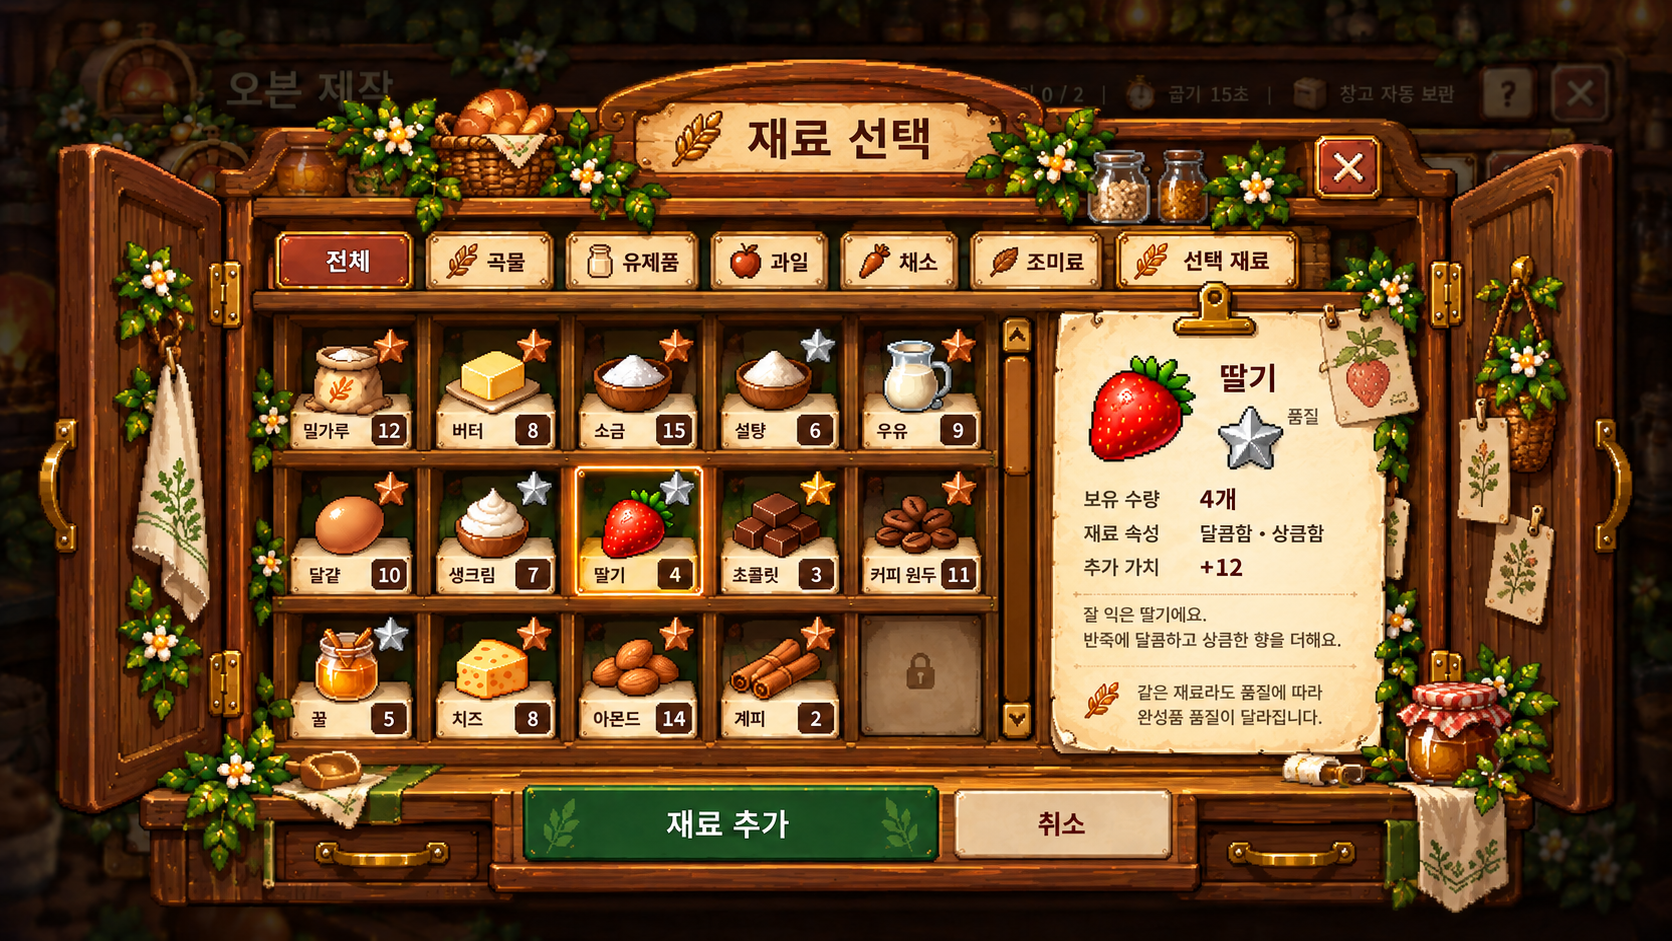 오븐 제작
0 / 2 | 굽기 15초 | 창고 자동 보관
?
재료 선택
전체
곡물
유제품
과일
채소
조미료
선택 재료
밀가루 12
버터 8
소금 15
설탕 6
우유 9
달걀 10
생크림 7
딸기 4
초콜릿 3
커피 원두 11
꿀 5
치즈 8
아몬드 14
계피 2
딸기
품질
보유 수량 4개
재료 속성 달콤함 • 상큼함
추가 가치 +12
잘 익은 딸기예요.
반죽에 달콤하고 상큼한 향을 더해요.
같은 재료라도 품질에 따라
완성품 품질이 달라집니다.
재료 추가
취소